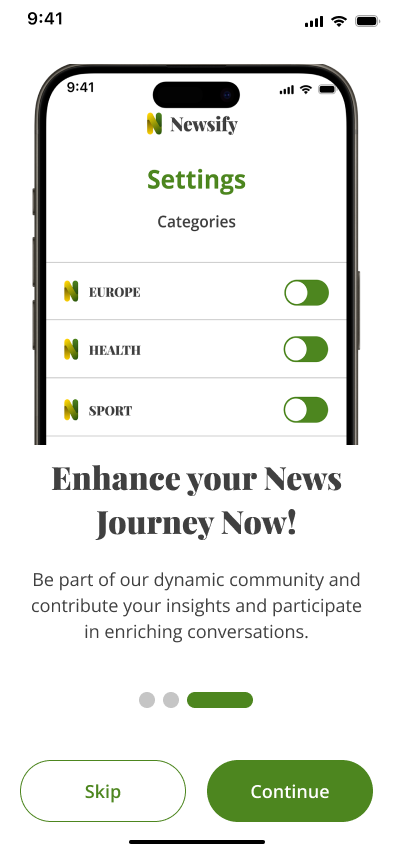 9:41
9:41
Newsify
Settings
Categories
EUROPE
HEALTH
SPORT
Enhance your News
Journey Now!
Be part of our dynamic community and
contribute your insights and participate
in enriching conversations.
Skip
Continue